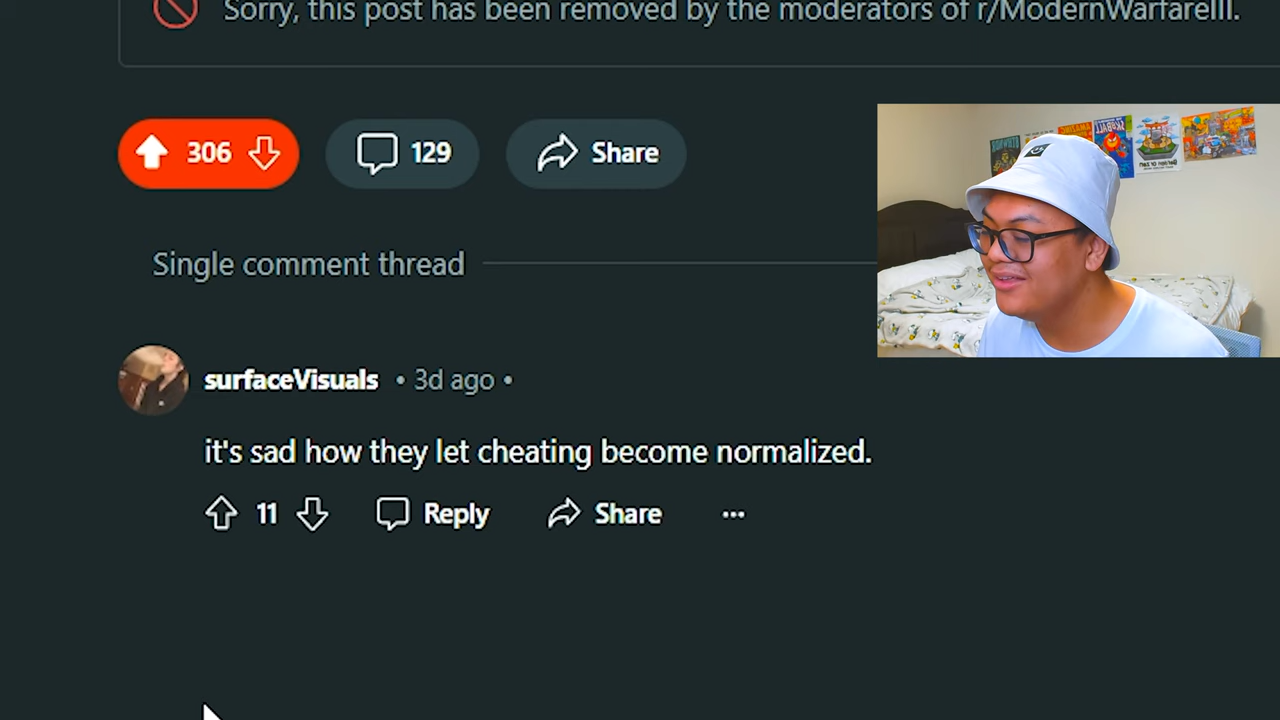 Sorry, this post has been removed by the moderators of r/ModernWarfareIII.
306
129
Share
Single comment thread
surfaceVisuals • 3d ago •
it's sad how they let cheating become normalized.
11
Reply
Share
...